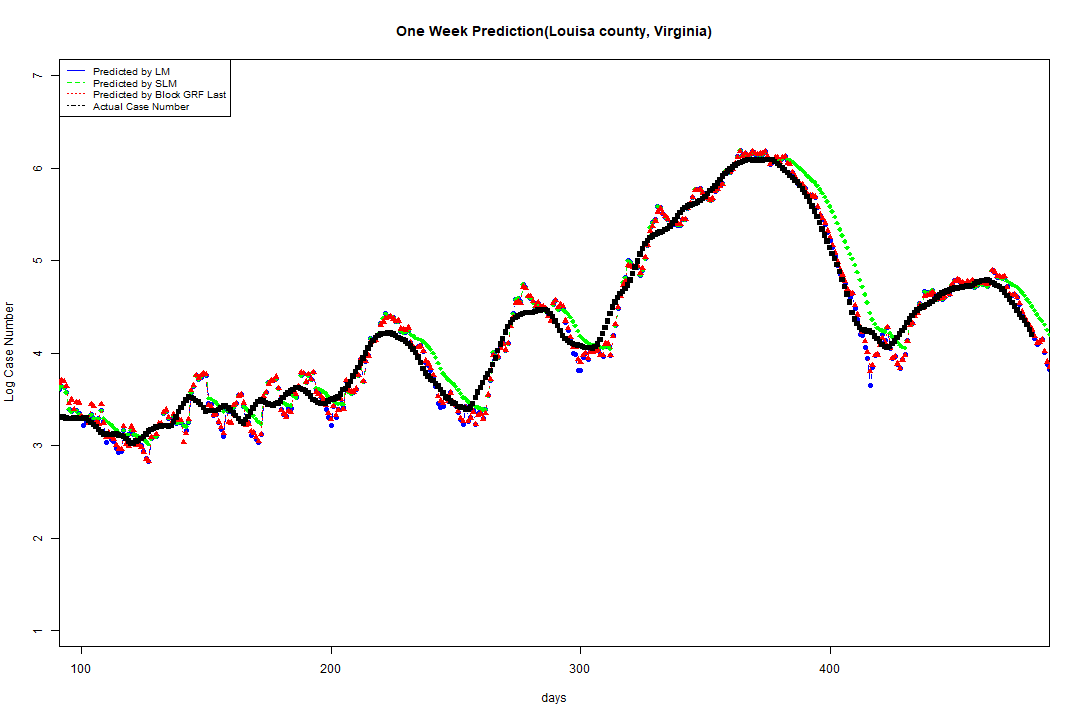 One Week Prediction(Louisa county, Virginia)
Predicted by LM
Predicted by SLM
Predicted by Block GRF Last
Actual Case Number
7
6
5
4
3
2
1
Log Case Number
100 200 300 400
days